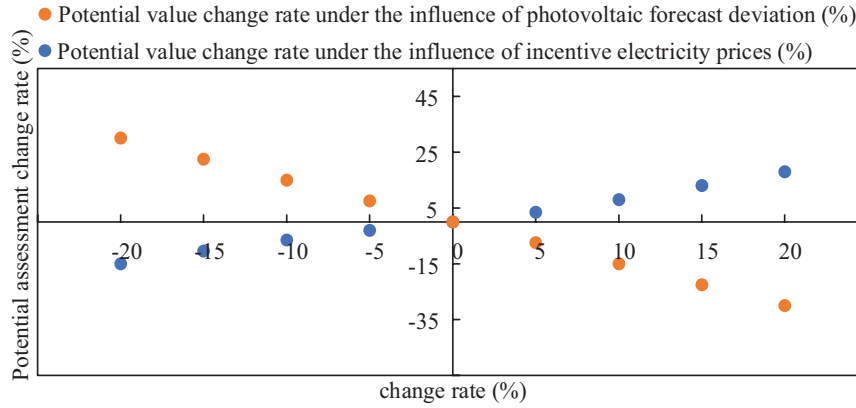 Potential value change rate under the influence of photovoltaic forecast deviation (%)
Potential value change rate under the influence of incentive electricity prices (%)
Potential assessment change rate (%)
45
25
5
-20 -15 -10 -5 0 5 10 15 20
-15
-35
change rate (%)